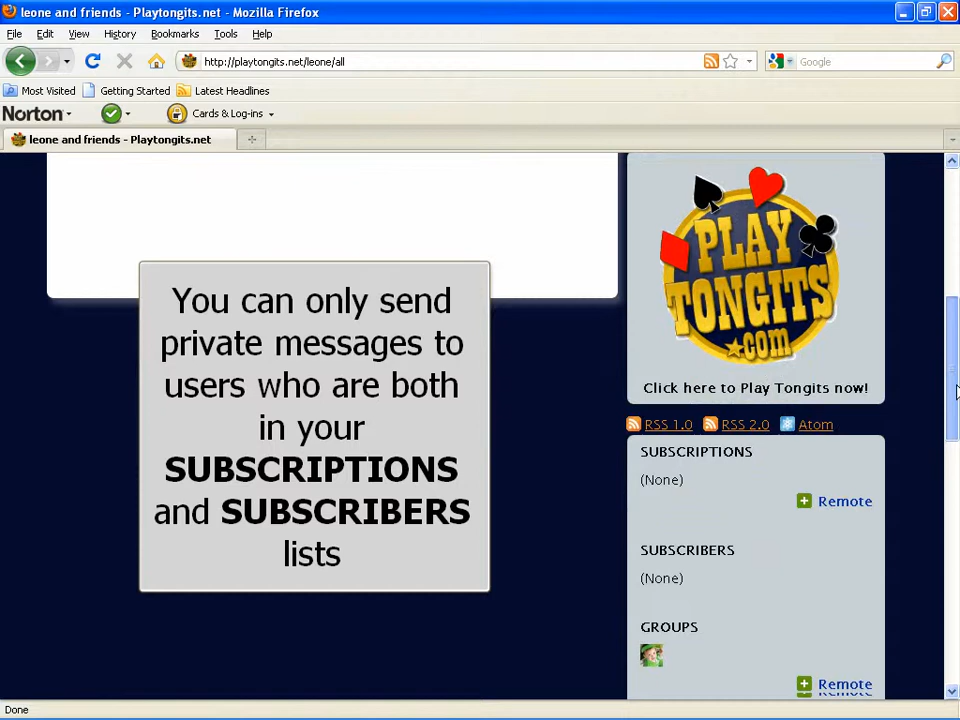 leone and friends - Playtongits.net - Mozilla Firefox
File Edit View History Bookmarks Tools Help
http://playtongits.net/leone/all
Google
Most Visited Getting Started Latest Headlines
Norton Cards & Log-ins
leone and friends - Playtongits.net
PLAY
TONGITS
.com
Click here to Play Tongits now!
You can only send
private messages to
users who are both
in your
SUBSCRIPTIONS
and SUBSCRIBERS
lists
RSS 1.0 RSS 2.0 Atom
SUBSCRIPTIONS
(None)
Remote
SUBSCRIBERS
(None)
GROUPS
Remote
Done